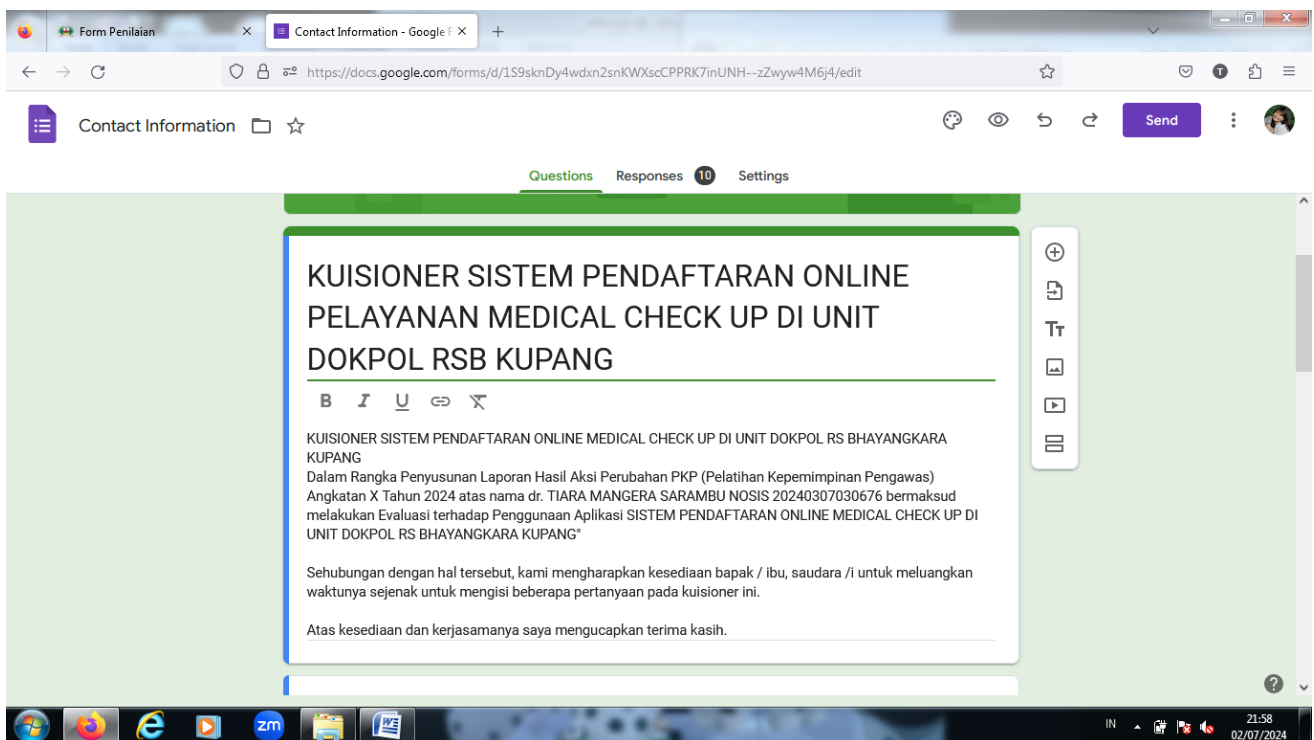 Form Penilaian
Contact Information - Google F
https://docs.google.com/forms/d/1S9sknDy4wdxn2snKWXscCPPRK7inUNH--zZwyw4M6j4/edit
Contact Information
Send
Questions Responses 10 Settings
KUISIONER SISTEM PENDAFTARAN ONLINE
PELAYANAN MEDICAL CHECK UP DI UNIT
DOKPOL RSB KUPANG
B I U
KUISIONER SISTEM PENDAFTARAN ONLINE MEDICAL CHECK UP DI UNIT DOKPOL RS BHAYANGKARA
KUPANG
Dalam Rangka Penyusunan Laporan Hasil Aksi Perubahan PKP (Pelatihan Kepemimpinan Pengawas)
Angkatan X Tahun 2024 atas nama dr. TIARA MANGERA SARAMBU NOSIS 20240307030676 bermaksud
melakukan Evaluasi terhadap Penggunaan Aplikasi SISTEM PENDAFTARAN ONLINE MEDICAL CHECK UP DI
UNIT DOKPOL RS BHAYANGKARA KUPANG"
Sehubungan dengan hal tersebut, kami mengharapkan kesediaan bapak / ibu, saudara /i untuk meluangkan
waktunya sejenak untuk mengisi beberapa pertanyaan pada kuisioner ini.
Atas kesediaan dan kerjasamanya saya mengucapkan terima kasih.
Tт
zm
W
IN
21:58
02/07/2024